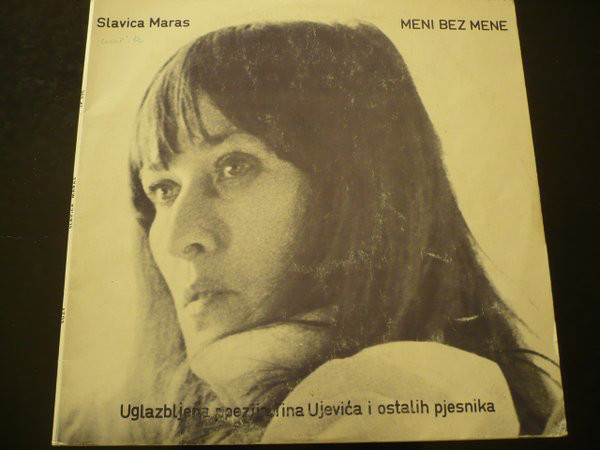 Slavica Maras
MENI BEZ MENE
Uglazbljena poezija Tina Ujevića i ostalih pjesnika